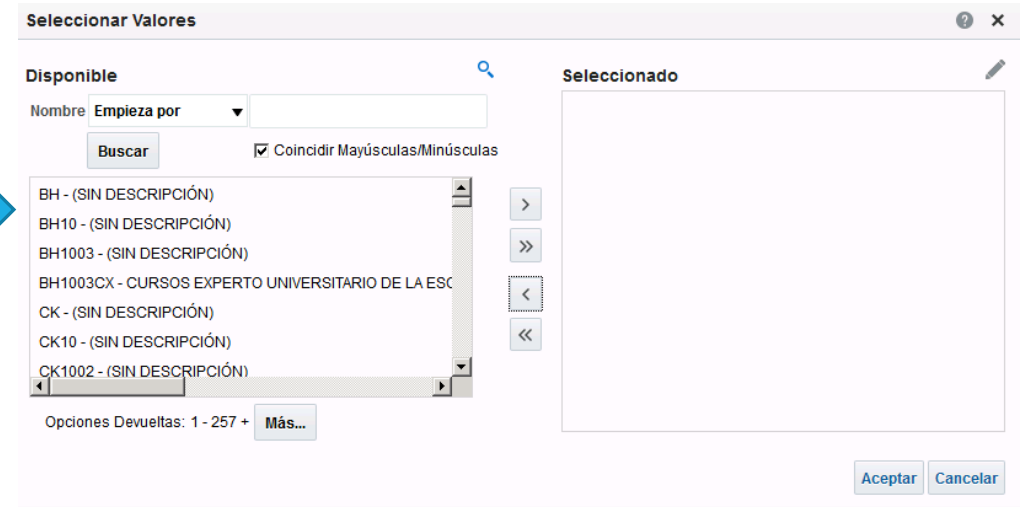 Seleccionar Valores
Disponible
Nombre Empieza por
Buscar
Coincidir Mayúsculas/Minúsculas
BH - (SIN DESCRIPCIÓN)
BH10 - (SIN DESCRIPCIÓN)
BH1003 - (SIN DESCRIPCIÓN)
BH1003CX - CURSOS EXPERTO UNIVERSITARIO DE LA ESC
CK - (SIN DESCRIPCIÓN)
CK10 - (SIN DESCRIPCIÓN)
CK1002 - (SIN DESCRIPCIÓN)
Opciones Devueltas: 1 - 257 + Más...
Seleccionado
Aceptar Cancelar